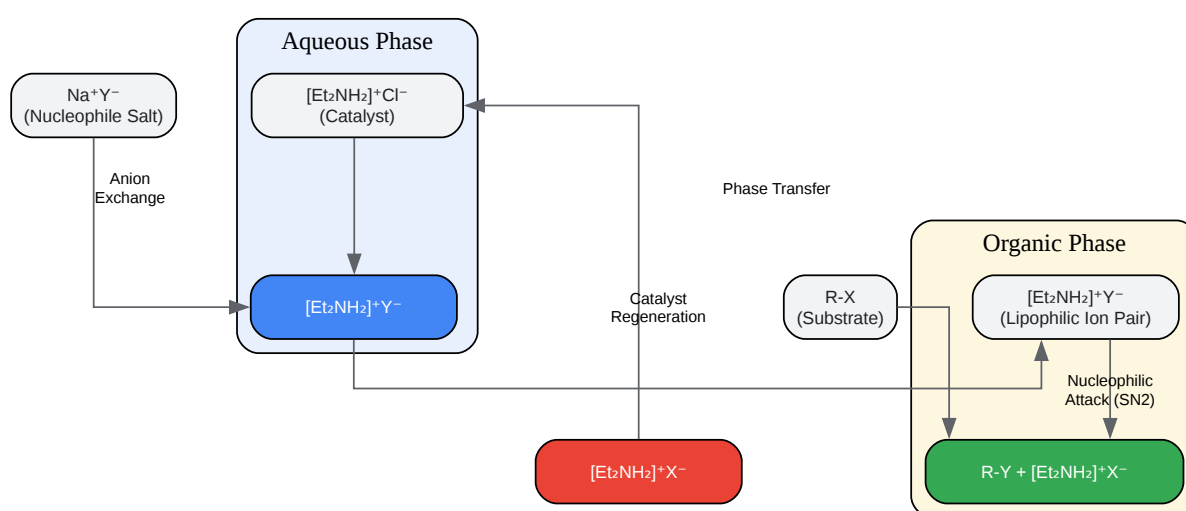 Aqueous Phase
Na⁺Y⁻
(Nucleophile Salt)
[Et₂NH₂]⁺Cl⁻
(Catalyst)
Anion
Exchange
Phase Transfer
Organic Phase
[Et₂NH₂]⁺Y⁻
Catalyst
Regeneration
R-X
(Substrate)
[Et₂NH₂]⁺Y⁻
(Lipophilic Ion Pair)
Nucleophilic
Attack (SN2)
[Et₂NH₂]⁺X⁻
R-Y + [Et₂NH₂]⁺X⁻